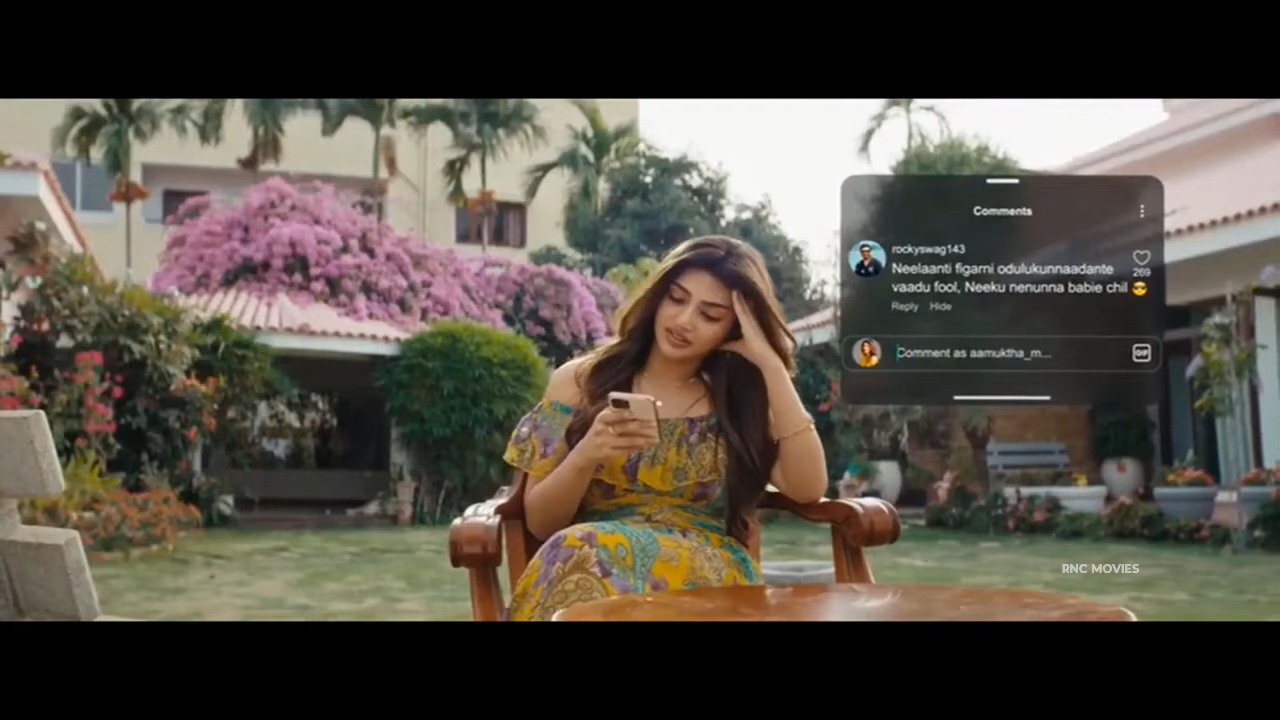 Comments
rockyswag143
269
Neelaanti figarni odulukunnaadante
vaadu fool, Neeku nenunna babie chil 😎
Reply Hide
Comment as aamuktha_m...
GIF
RNC MOVIES